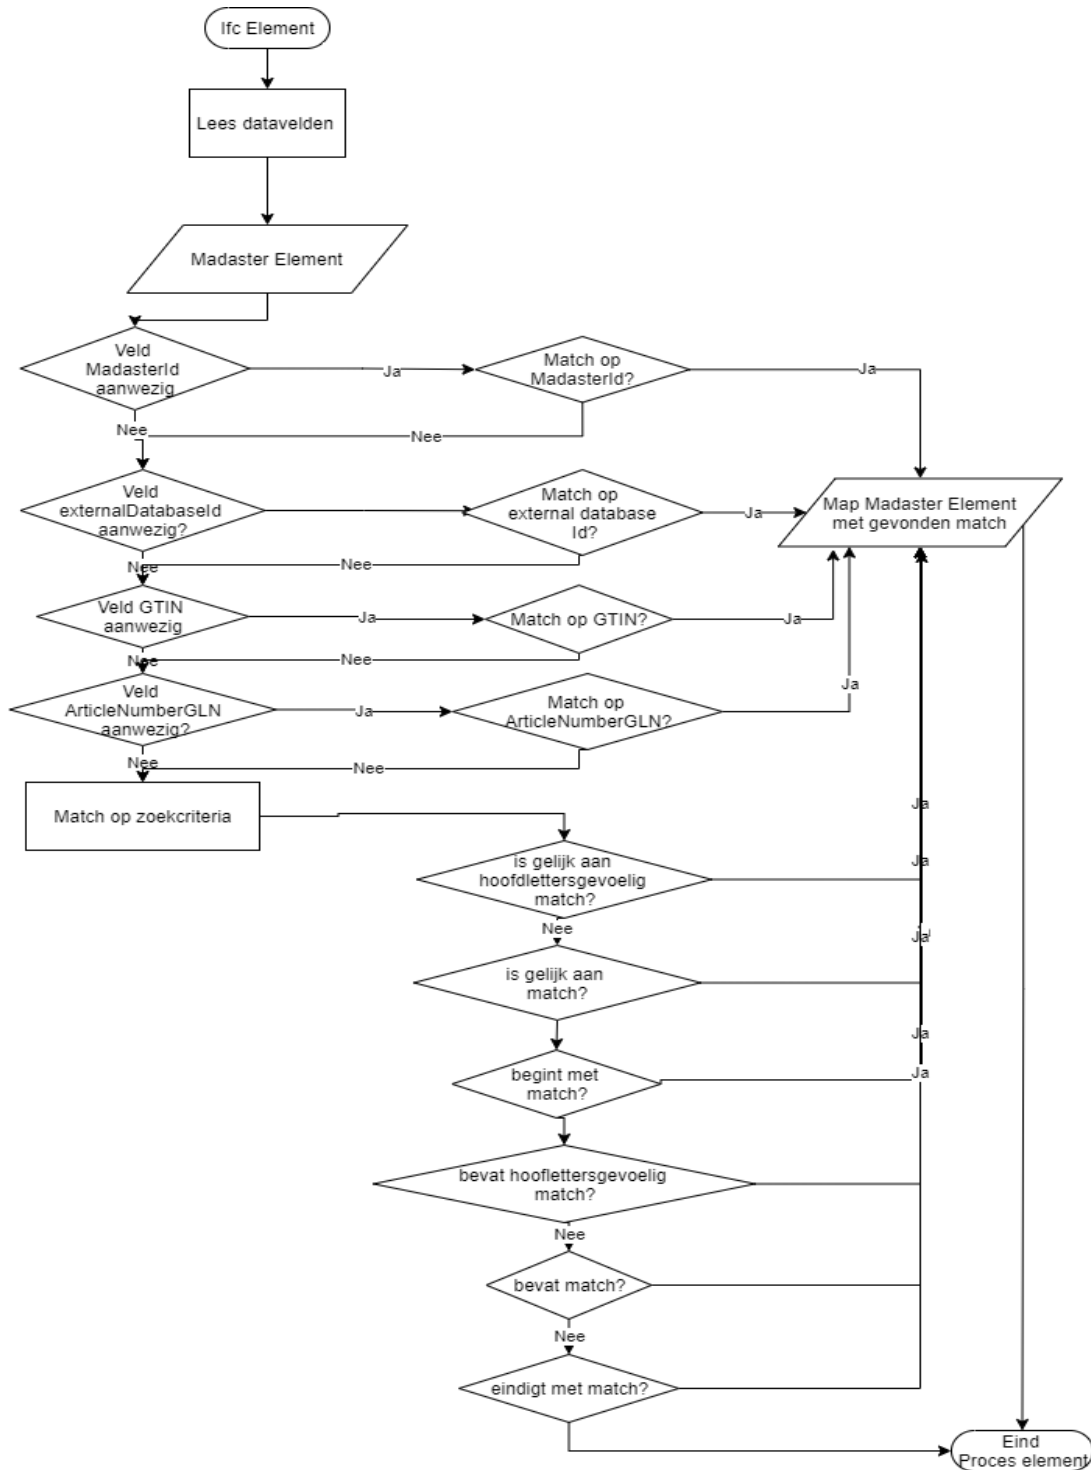 Ifc Element
Lees datavelden
Madaster Element
Veld
MadasterId
aanwezig
Ja
Match op
MadasterId?
Ja
Nee
Nee
Veld
externalDatabaseId
aanwezig?
Match op
external database
Id?
Ja
Map Madaster Element
met gevonden match
Nee
Nee
Veld GTIN
aanwezig
Ja
Match op GTIN?
Ja
Nee
Nee
Veld
ArticleNumberGLN
aanwezig?
Ja
Match op
ArticleNumberGLN?
Ja
Nee
Nee
Match op zoekcriteria
Ja
is gelijk aan
hoofdlettersgevoelig
match?
Ja
Nee
Ja
is gelijk aan
match?
Ja
begint met
match?
Ja
bevat hooflettersgevoelig
match?
Nee
bevat match?
Nee
eindigt met match?
Eind
Proces element